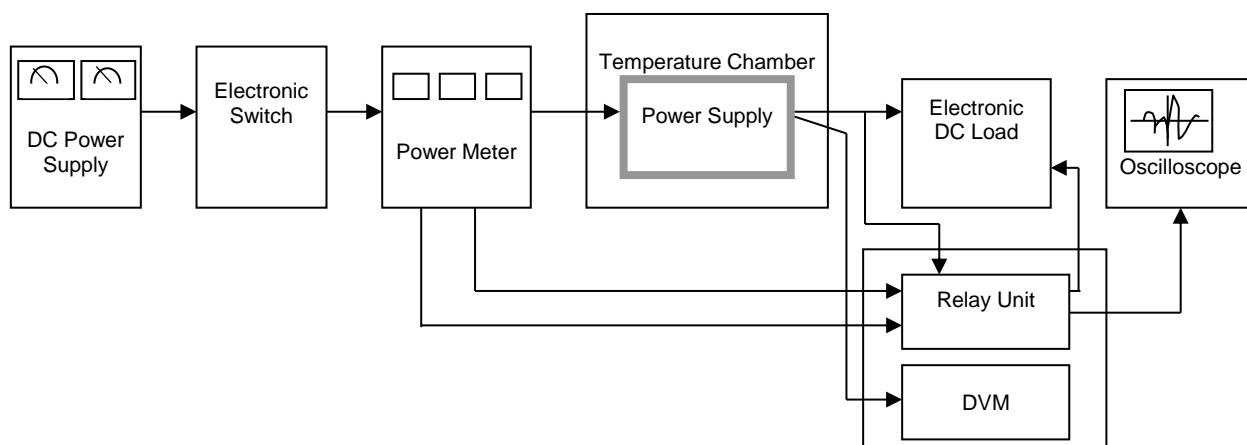 DC Power
Supply
Electronic
Switch
Power Meter
Temperature Chamber
Power Supply
Electronic
DC Load
Oscilloscope
Relay Unit
DVM